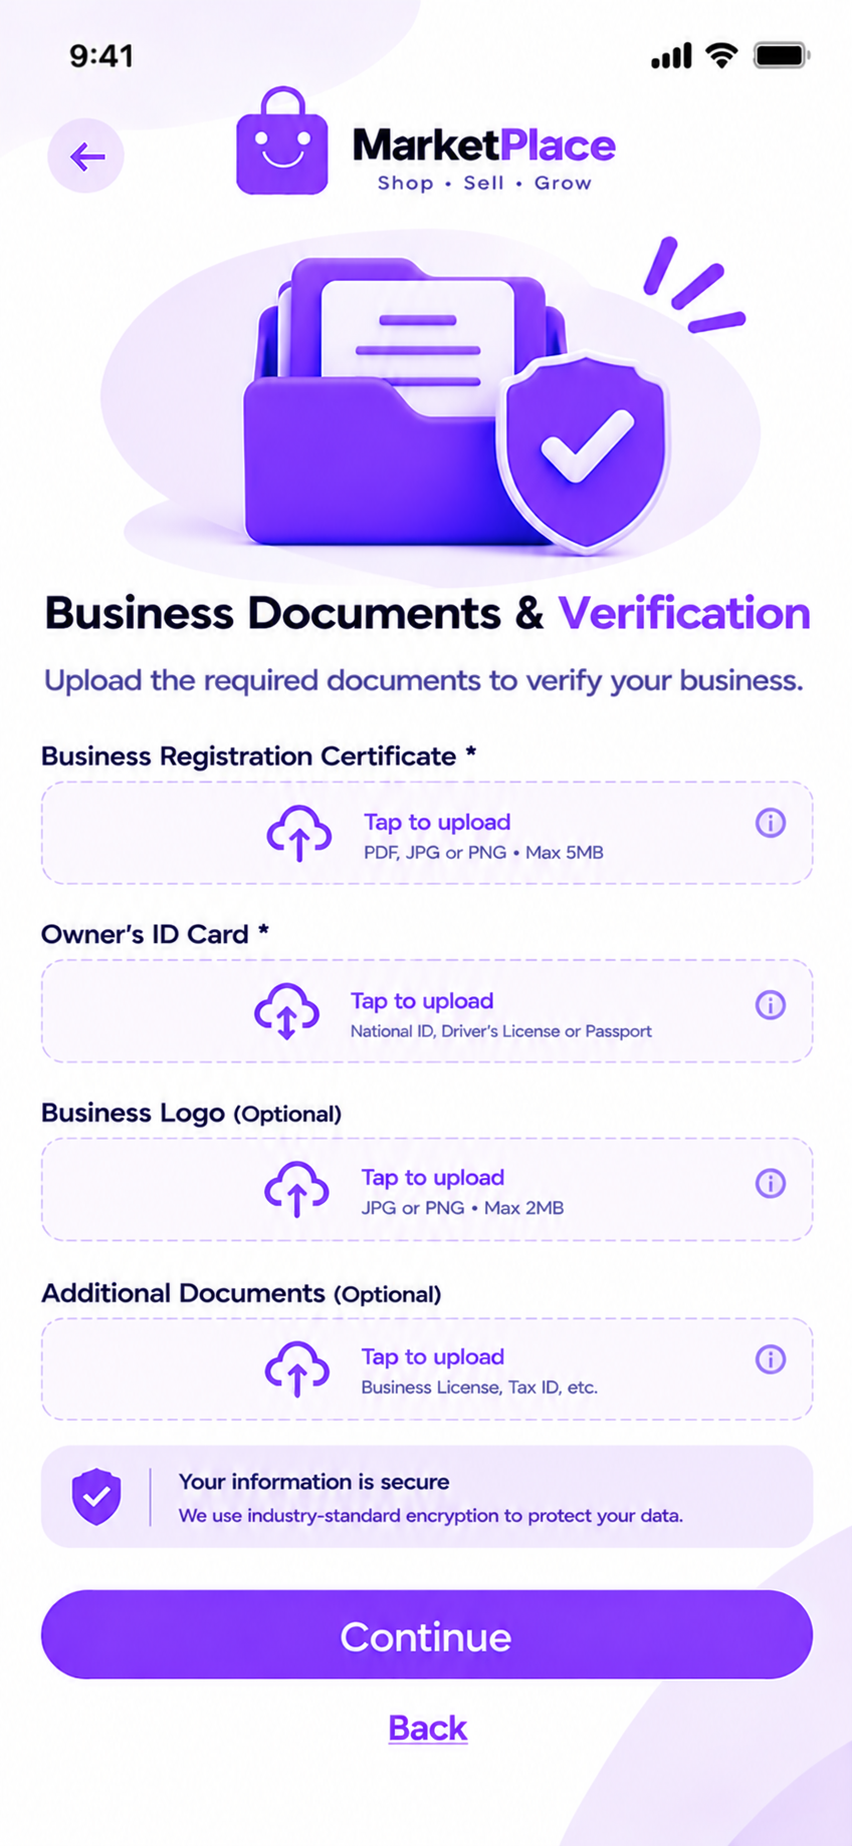 9:41
MarketPlace
Shop • Sell • Grow
Business Documents & Verification
Upload the required documents to verify your business.
Business Registration Certificate *
Tap to upload
PDF, JPG or PNG • Max 5MB
Owner's ID Card *
Tap to upload
National ID, Driver's License or Passport
Business Logo (Optional)
Tap to upload
JPG or PNG • Max 2MB
Additional Documents (Optional)
Tap to upload
Business License, Tax ID, etc.
Your information is secure
We use industry-standard encryption to protect your data.
Continue
Back